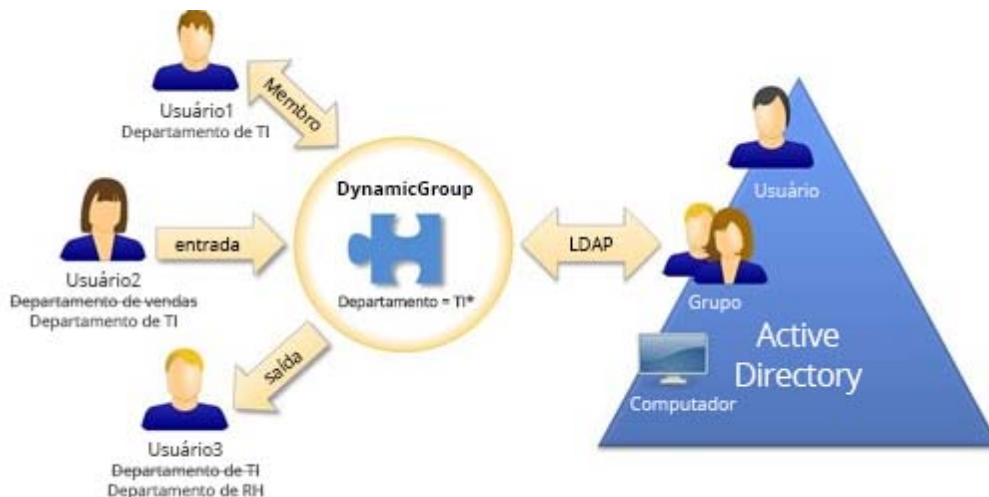 Usuário1
Departamento de TI
Membro
Usuário2
Departamento de vendas
Departamento de TI
entrada
Usuário3
Departamento de TI
Departamento de RH
saída
DynamicGroup
Departamento = TI*
LDAP
Usuário
Grupo
Computador
Active
Directory